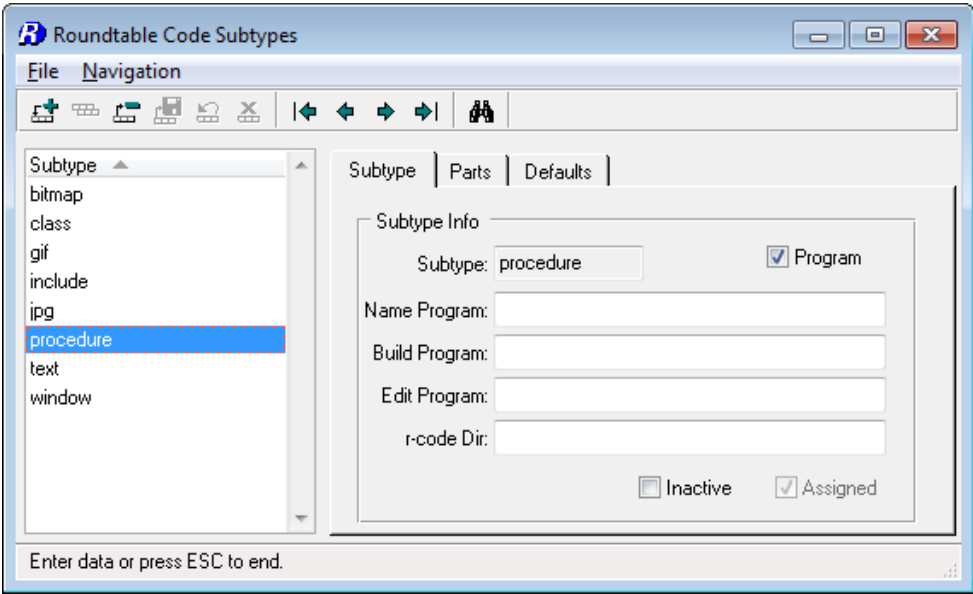 Roundtable Code Subtypes
File Navigation
Subtype
bitmap
class
gif
include
jpg
procedure
text
window
Subtype Parts Defaults
Subtype Info
Subtype: procedure Program
Name Program:
Build Program:
Edit Program:
r-code Dir:
Inactive Assigned
Enter data or press ESC to end.